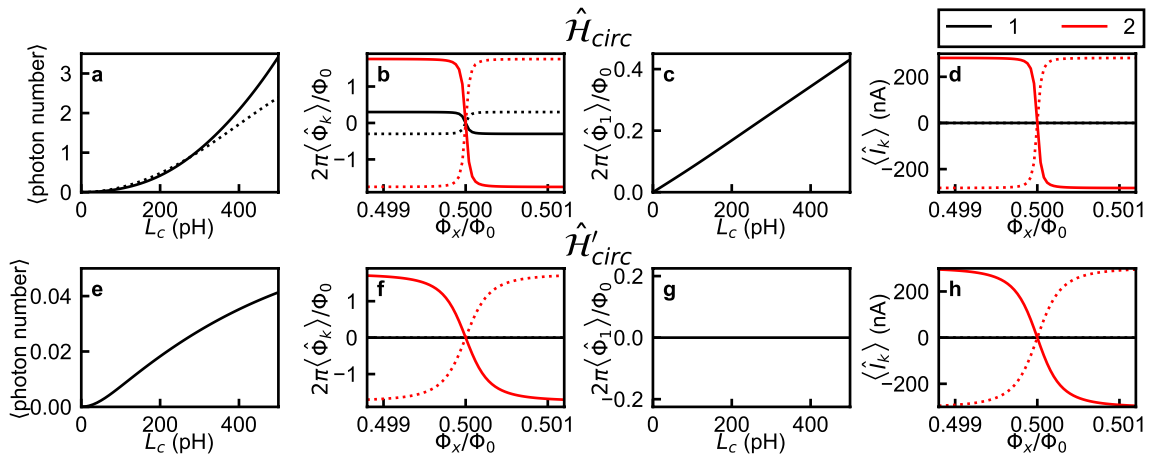 Ĥ_circ
1 2
a
⟨photon number⟩
0 1 2 3
0 200 400
L_c (pH)
b
2π⟨Φ̂_k⟩/Φ_0
−1 0 1
0.499 0.500 0.501
Φ_x/Φ_0
c
2π⟨Φ̂_1⟩/Φ_0
0.0 0.2 0.4
0 200 400
L_c (pH)
d
⟨Î_k⟩ (nA)
−200 0 200
0.499 0.500 0.501
Φ_x/Φ_0
Ĥ′_circ
e
⟨photon number⟩
−0.00 0.02 0.04
0 200 400
L_c (pH)
f
2π⟨Φ̂_k⟩/Φ_0
−1 0 1
0.499 0.500 0.501
Φ_x/Φ_0
g
2π⟨Φ̂_1⟩/Φ_0
−0.2 0.0 0.2
0 200 400
L_c (pH)
h
⟨Î_k⟩ (nA)
−200 0 200
0.499 0.500 0.501
Φ_x/Φ_0